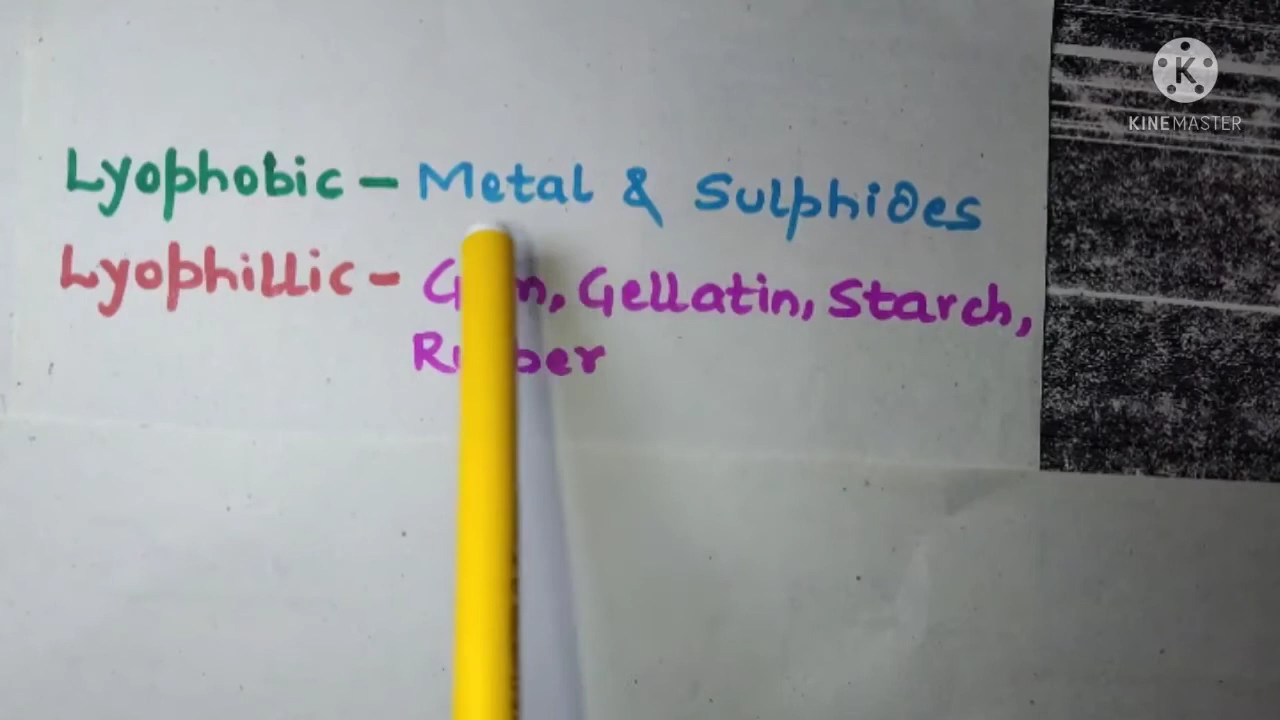 KINEMASTER
Lyophobic - Metal & Sulphides
Lyophillic - Gellatin, Starch,